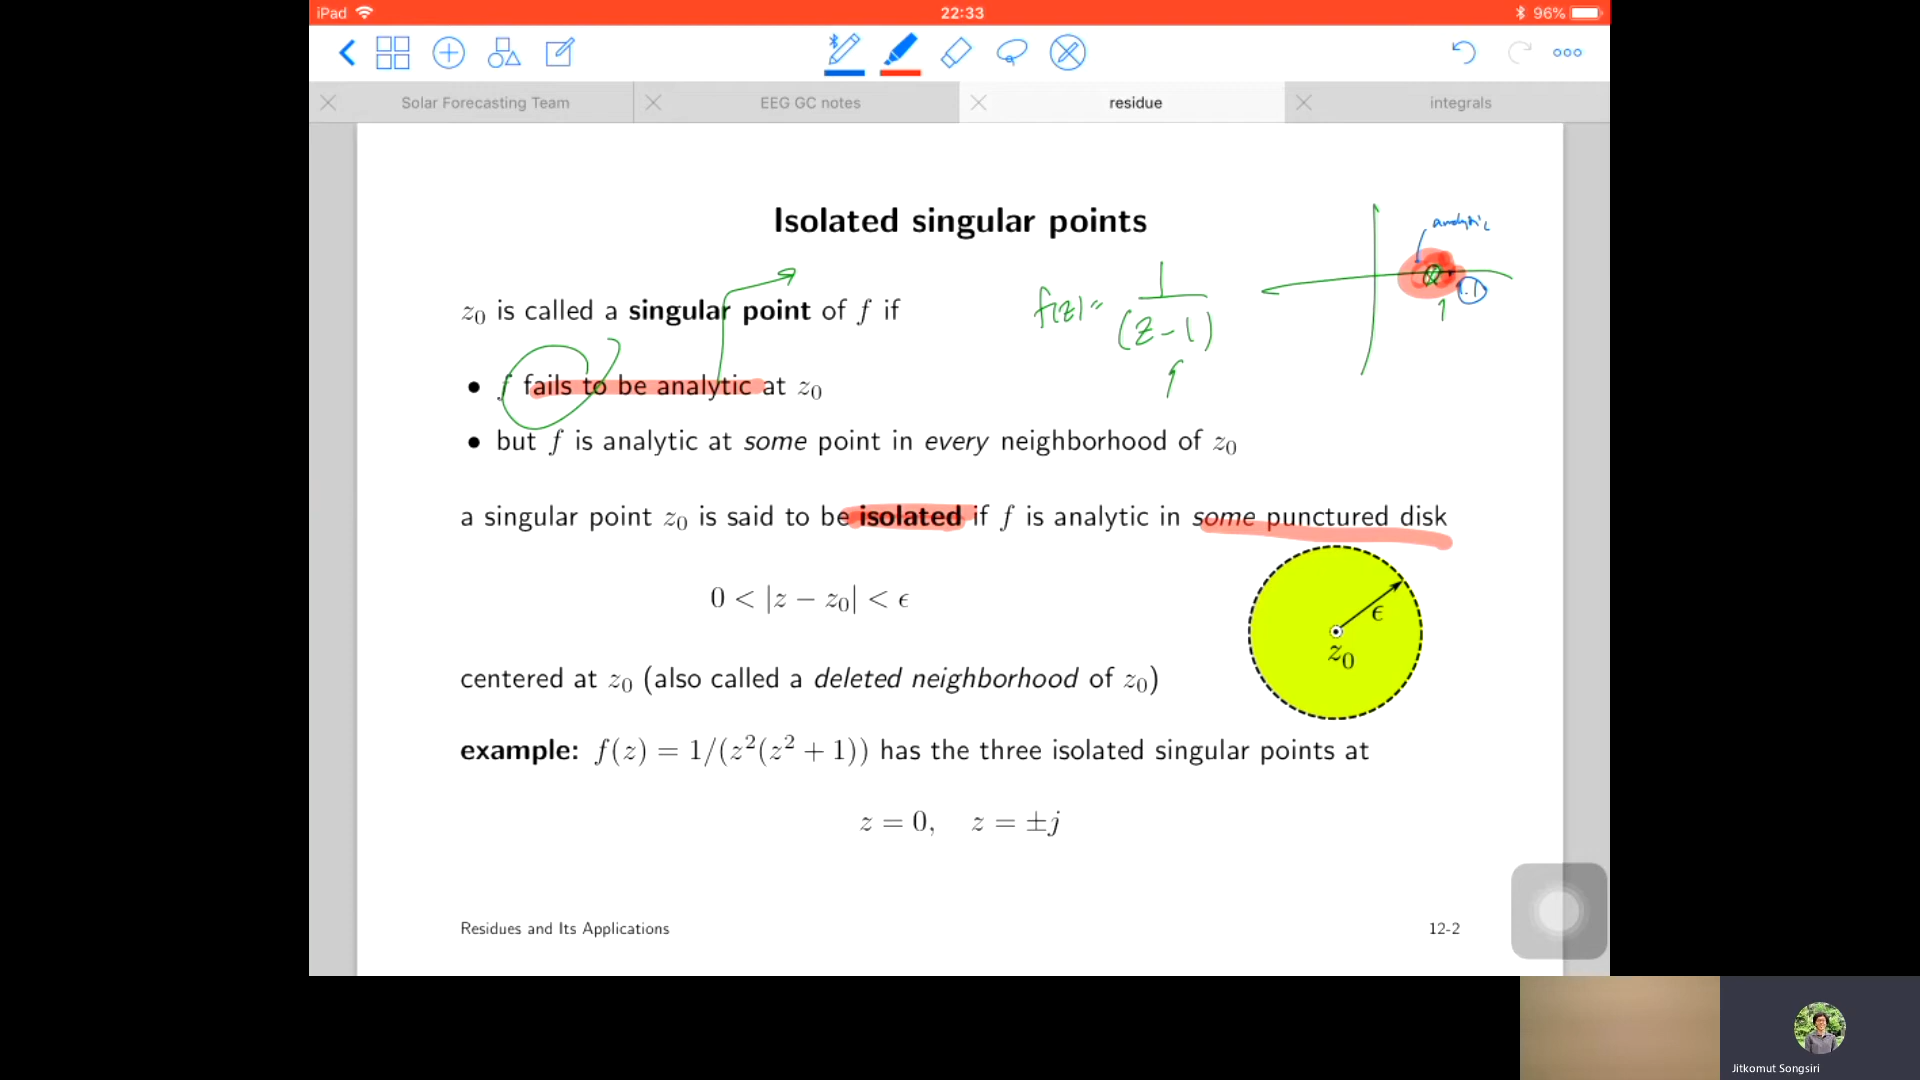 iPad 22:33 96%
Solar Forecasting Team EEG GC notes residue integrals
Isolated singular points
analytic
z₀ is called a singular point of f if
f(z) = 1/(z-1)
1.1
1
• f fails to be analytic at z₀
• but f is analytic at some point in every neighborhood of z₀
a singular point z₀ is said to be isolated if f is analytic in some punctured disk
0 < |z − z₀| < ϵ
ϵ
z₀
centered at z₀ (also called a deleted neighborhood of z₀)
example: f(z) = 1/(z²(z² + 1)) has the three isolated singular points at
z = 0, z = ±j
Residues and Its Applications 12-2
Jitkomut Songsiri